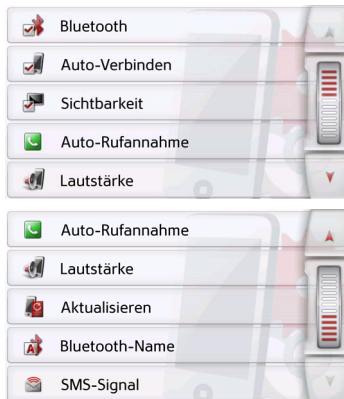 Bluetooth
Auto-Verbinden
Sichtbarkeit
Auto-Rufannahme
Lautstärke
Auto-Rufannahme
Lautstärke
Aktualisieren
Bluetooth-Name
SMS-Signal